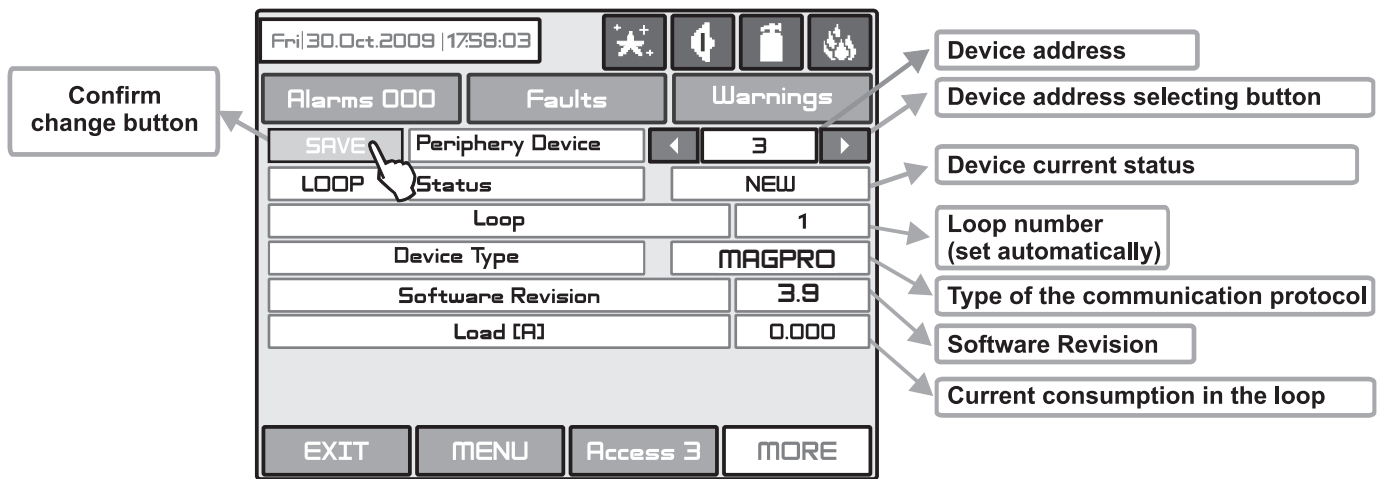 Fri|30.Oct.2009 |17:58:03
Alarms 000 Faults Warnings
SAVE Periphery Device 3
LOOP Status NEW
Loop 1
Device Type MAGPRO
Software Revision 3.9
Load [A] 0.000
EXIT MENU Access 3 MORE
Confirm
change button
Device address
Device address selecting button
Device current status
Loop number
(set automatically)
Type of the communication protocol
Software Revision
Current consumption in the loop